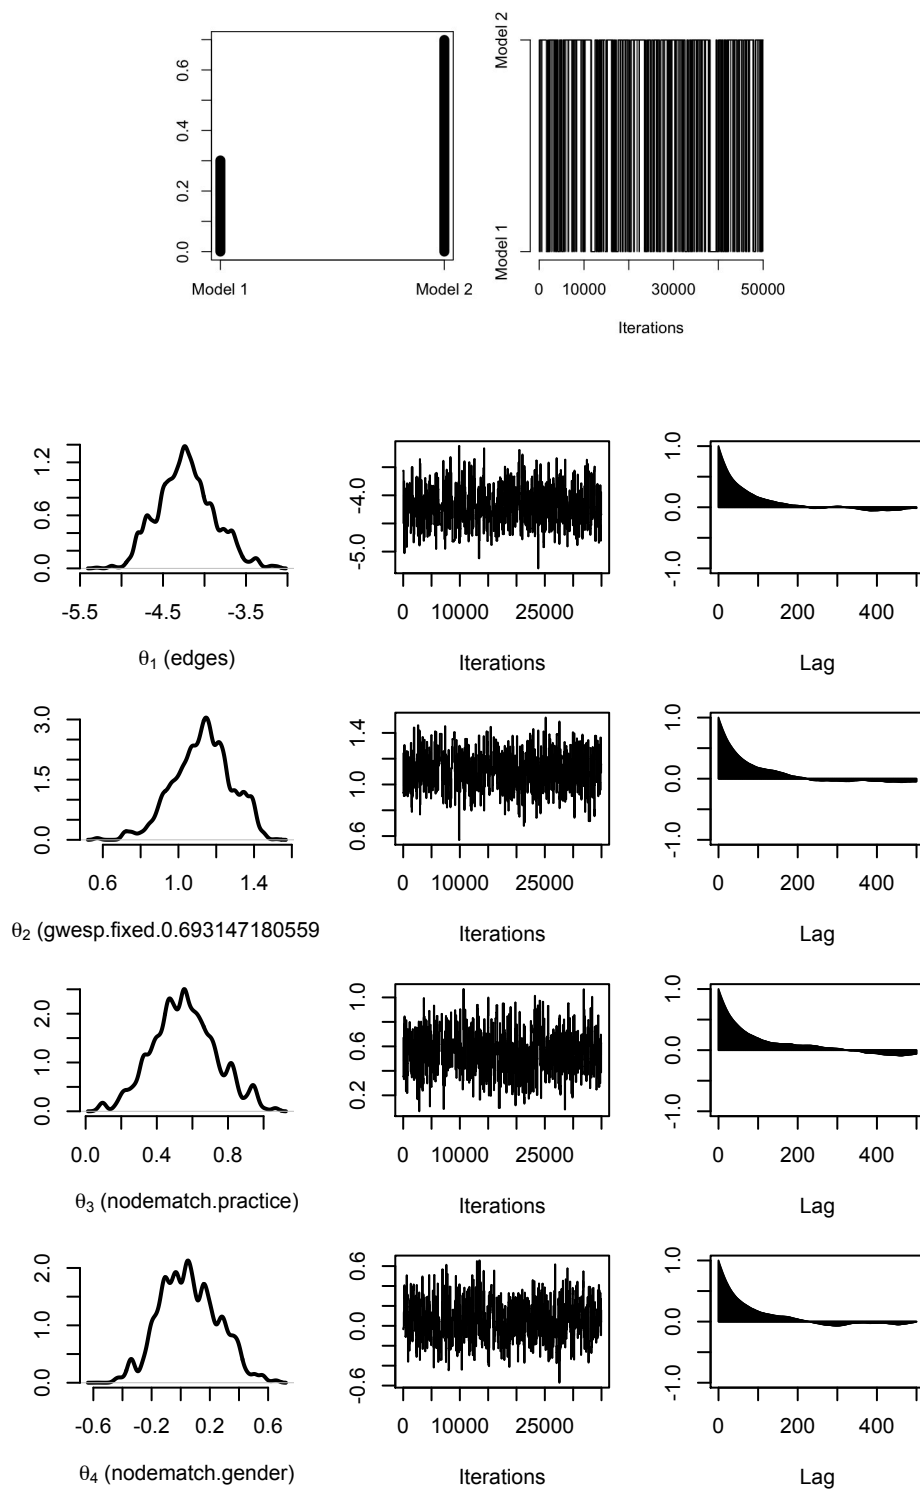 0.0 0.2 0.4 0.6
Model 1 Model 2
Model 1 Model 2
0 10000 30000 50000
Iterations
0.0 0.6 1.2
-5.5 -4.5 -3.5
θ1 (edges)
-5.0 -4.0
0 10000 25000
Iterations
-1.0 0.0 1.0
0 200 400
Lag
0.0 1.5 3.0
0.6 1.0 1.4
θ2 (gwesp.fixed.0.693147180559
0.6 1.0 1.4
0 10000 25000
Iterations
-1.0 0.0 1.0
0 200 400
Lag
0.0 1.0 2.0
0.0 0.4 0.8
θ3 (nodematch.practice)
0.2 0.6 1.0
0 10000 25000
Iterations
-1.0 0.0 1.0
0 200 400
Lag
0.0 1.0 2.0
-0.6 -0.2 0.2 0.6
θ4 (nodematch.gender)
-0.6 0.0 0.6
0 10000 25000
Iterations
-1.0 0.0 1.0
0 200 400
Lag